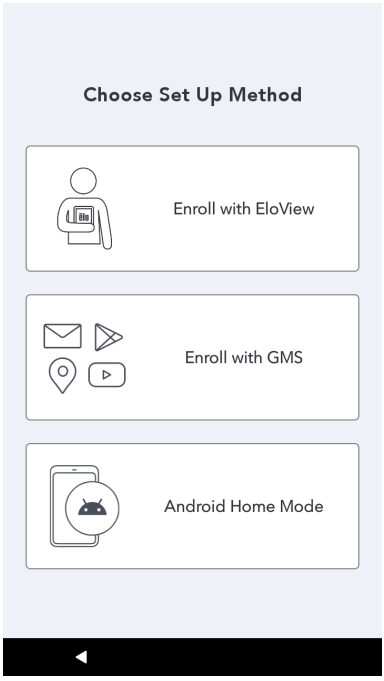 Choose Set Up Method
elo
Enroll with EloView
Enroll with GMS
Android Home Mode